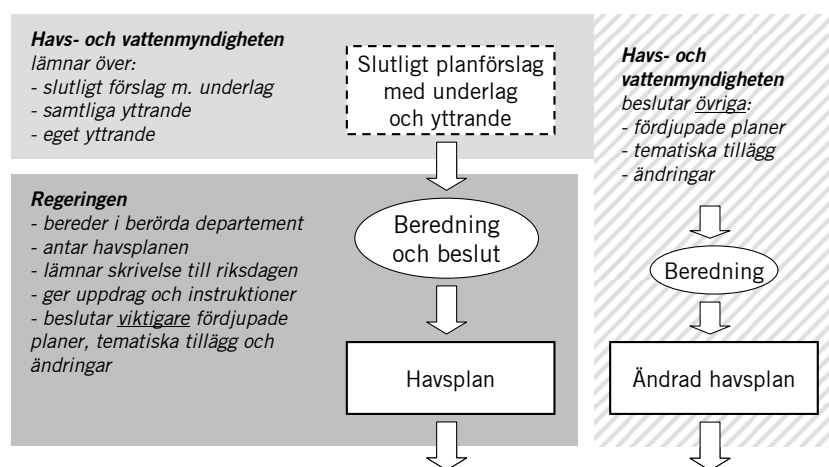 Havs- och vattenmyndigheten
lämnar över:
- slutligt förslag m. underlag
- samtliga yttrande
- eget yttrande
Slutligt planförslag
med underlag
och yttrande
Regeringen
- bereder i berörda departement
- antar havsplanen
- lämnar skrivelse till riksdagen
- ger uppdrag och instruktioner
- beslutar viktigare fördjupade
planer, tematiska tillägg och
ändringar
Beredning
och beslut
Havsplan
Havs- och
vattenmyndigheten
beslutar övriga:
- fördjupade planer
- tematiska tillägg
- ändringar
Beredning
Ändrad havsplan